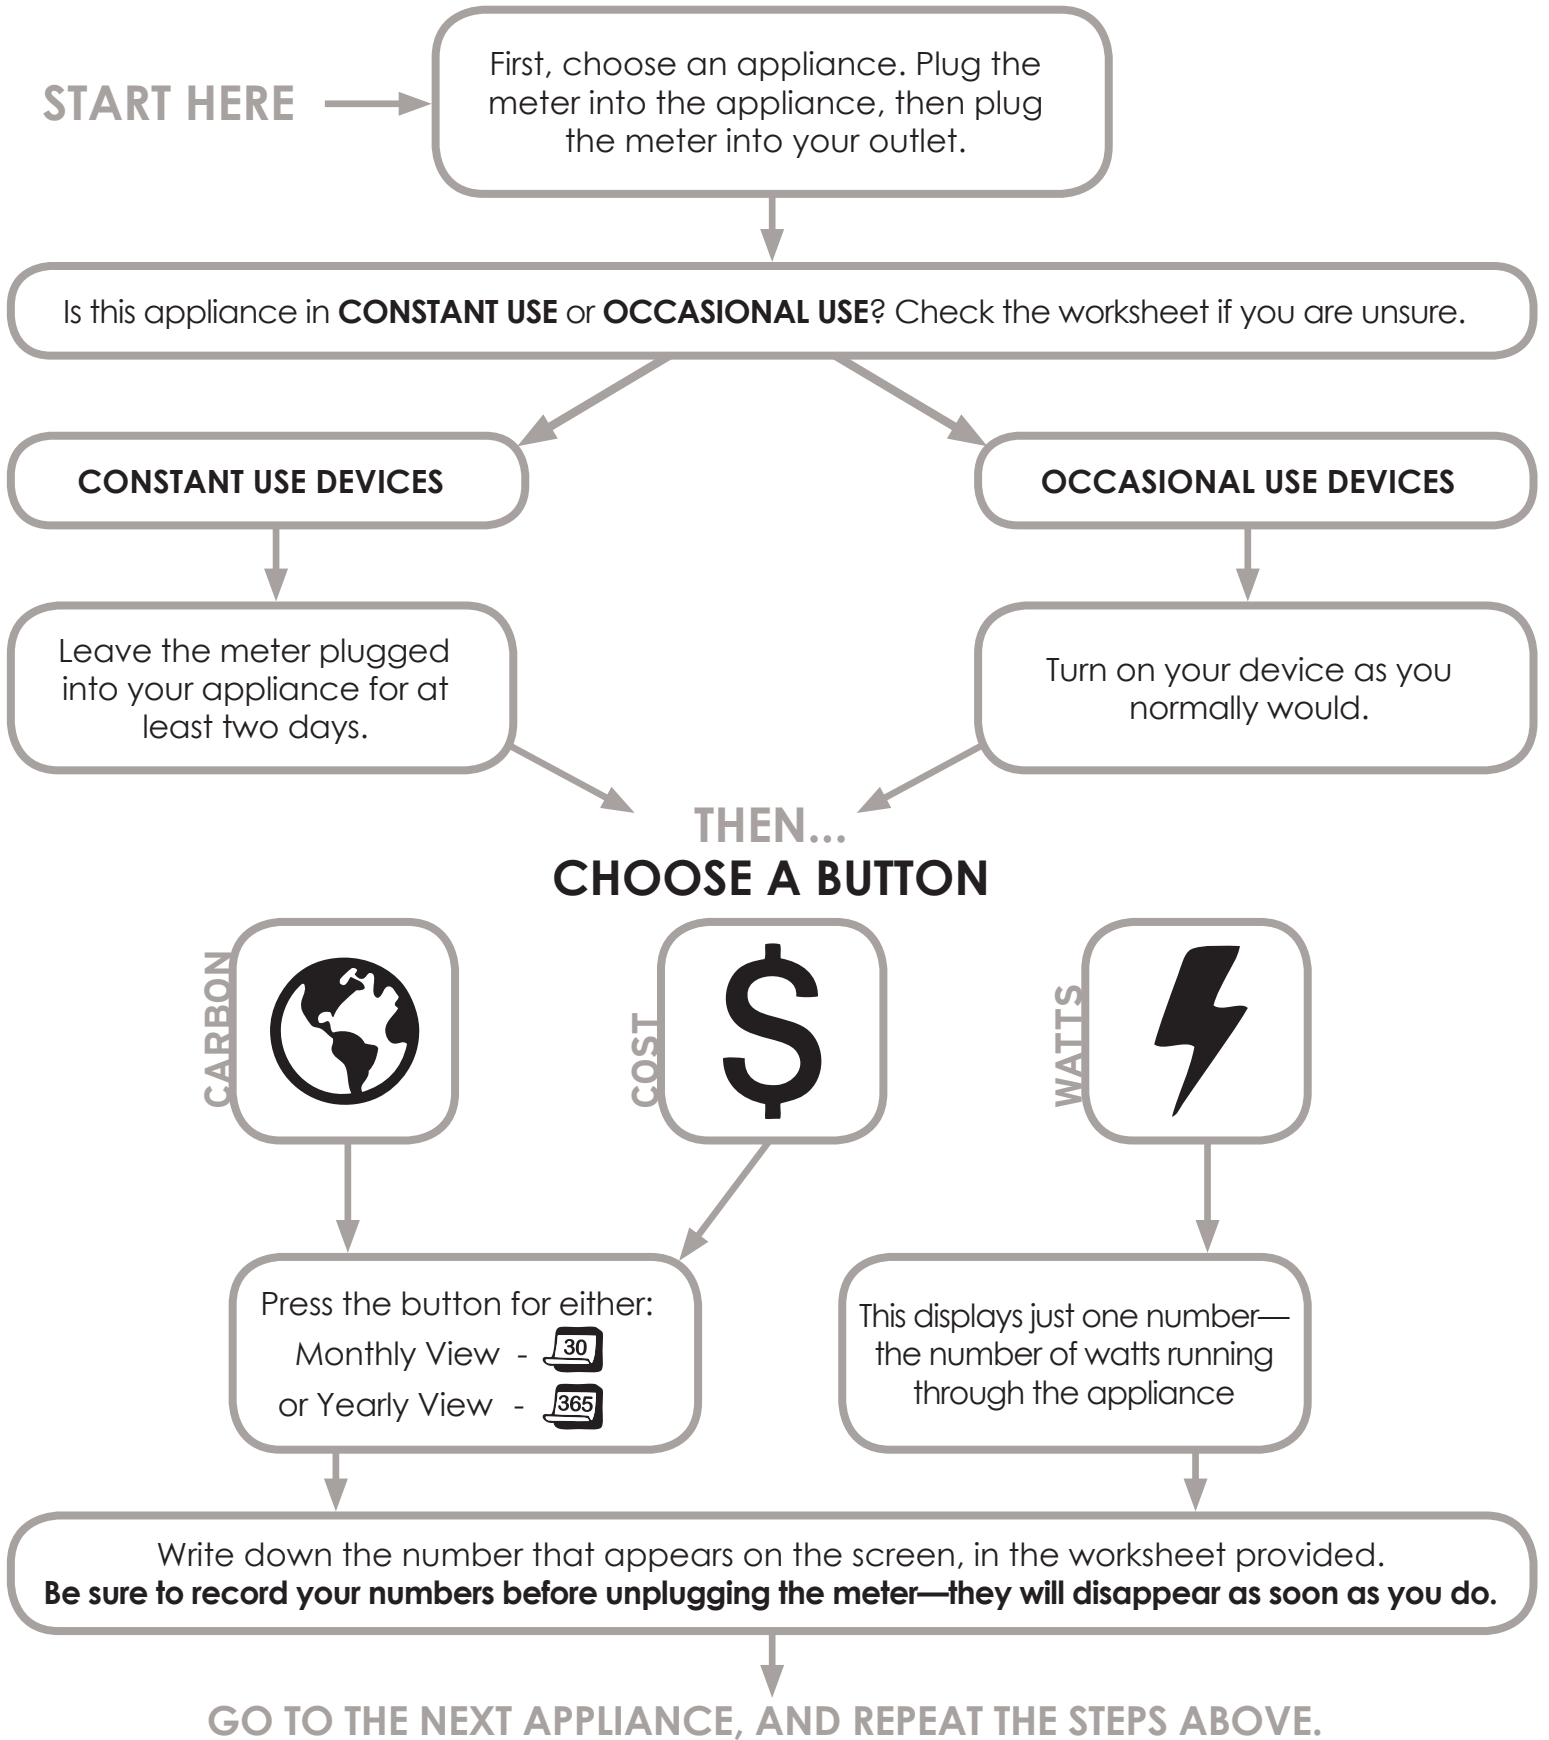 START HERE
First, choose an appliance. Plug the
meter into the appliance, then plug
the meter into your outlet.
Is this appliance in CONSTANT USE or OCCASIONAL USE? Check the worksheet if you are unsure.
CONSTANT USE DEVICES
OCCASIONAL USE DEVICES
Leave the meter plugged
into your appliance for at
least two days.
Turn on your device as you
normally would.
THEN...
CHOOSE A BUTTON
CARBON
COST
$
WATTS
Press the button for either:
Monthly View - 30
or Yearly View - 365
This displays just one number—
the number of watts running
through the appliance
Write down the number that appears on the screen, in the worksheet provided.
Be sure to record your numbers before unplugging the meter—they will disappear as soon as you do.
GO TO THE NEXT APPLIANCE, AND REPEAT THE STEPS ABOVE.